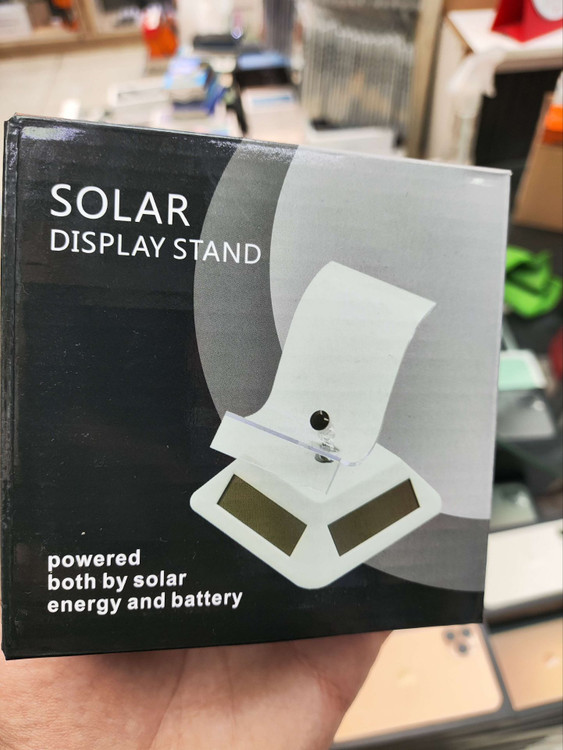 SOLAR
DISPLAY STAND
powered
both by solar
energy and battery